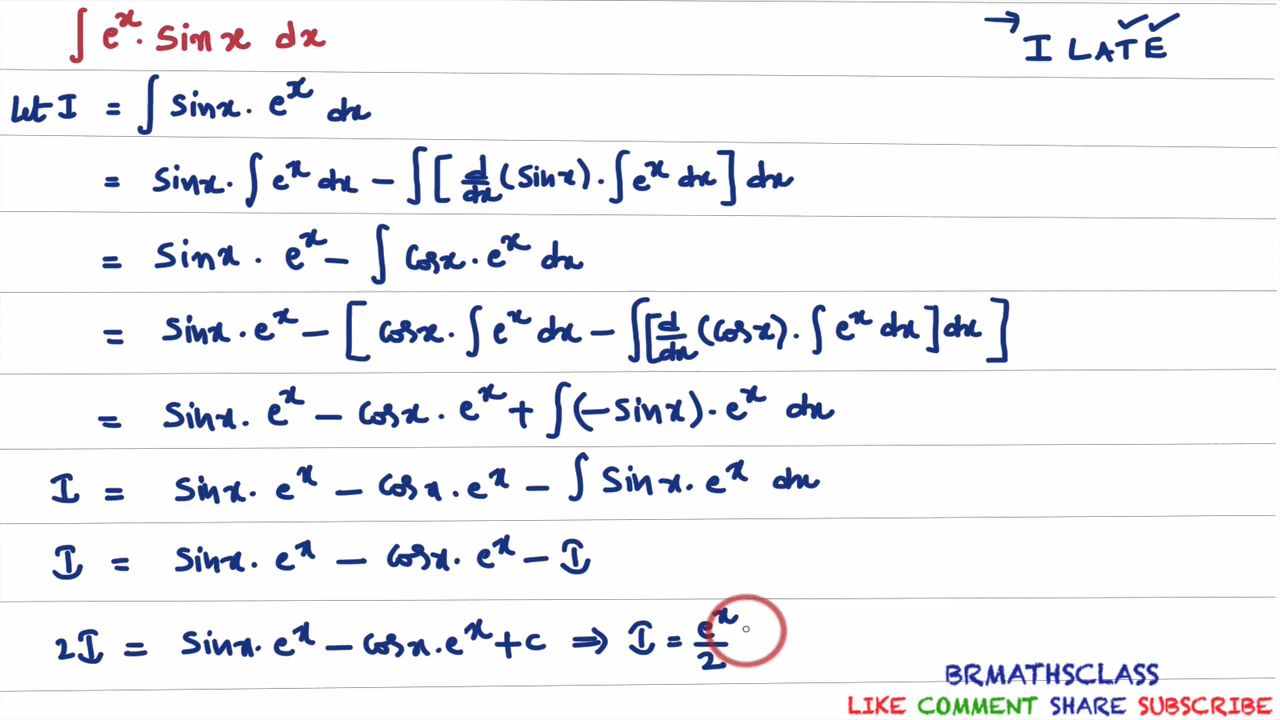 ∫ e^x · Sin x dx
→ I LATE ✓✓
Let I = ∫ Sin x · e^x dx
= Sin x · ∫ e^x dx − ∫ [ d/dx (Sin x) · ∫ e^x dx ] dx
= Sin x · e^x − ∫ Cos x · e^x dx
= Sin x · e^x − [ Cos x · ∫ e^x dx − ∫ [ d/dx (Cos x) · ∫ e^x dx ] dx ]
= Sin x · e^x − Cos x · e^x + ∫ (−Sin x) · e^x dx
I = Sin x · e^x − Cos x · e^x − ∫ Sin x · e^x dx
I = Sin x · e^x − Cos x · e^x − I
2I = Sin x · e^x − Cos x · e^x + c ⇒ I = e^x/2
BRMATHSCLASS
LIKE COMMENT SHARE SUBSCRIBE